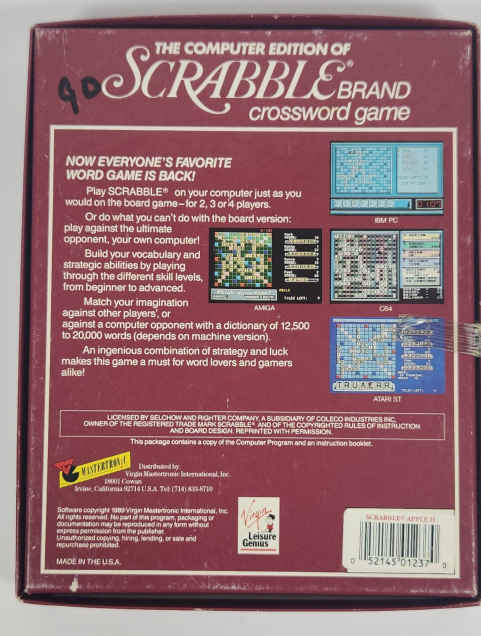 THE COMPUTER EDITION OF
GO
SCRABBLE® BRAND
crossword game
NOW EVERYONE'S FAVORITE
WORD GAME IS BACK!
Play SCRABBLE® on your computer just as you
would on the board game – for 2, 3 or 4 players.
Or do what you can't do with the board version:
play against the ultimate
opponent, your own computer!
Build your vocabulary and
strategic abilities by playing
through the different skill levels,
from beginner to advanced.
Match your imagination
against other players', or
against a computer opponent with a dictionary of 12,500
to 20,000 words (depends on machine version).
An ingenious combination of strategy and luck
makes this game a must for word lovers and gamers
alike!
IBM PC
AMIGA
C64
ATARI ST
LICENSED BY SELCHOW AND RIGHTER COMPANY, A SUBSIDIARY OF COLECO INDUSTRIES INC,
OWNER OF THE REGISTERED TRADE MARK SCRABBLE® AND OF THE COPYRIGHTED RULES OF INSTRUCTION
AND BOARD DESIGN. REPRINTED WITH PERMISSION.
This package contains a copy of the Computer Program and an instruction booklet.
MASTERTRONIC
Distributed by
Virgin Mastertronic International, Inc.
18001 Cowan
Irvine, California 92714 U.S.A. Tel: (714) 833-8710
Software copyright 1989 Virgin Mastertronic International, Inc.
All rights reserved. No part of this program, packaging or
documentation may be reproduced in any form without
express permission from the publisher.
Unauthorized copying, hiring, lending, or sale and
repurchase prohibited.
MADE IN THE U.S.A.
Virgin
Leisure
Genius
SCRABBLE® APPLE II
0 52145 01237 0